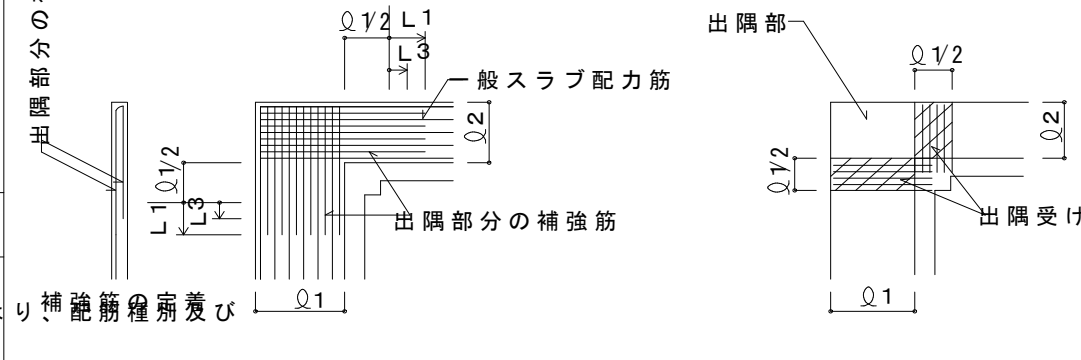 出隅部分の
ℓ1/2
L1
L3
一般スラブ配力筋
ℓ2
ℓ1/2
L1
L3
出隅部分の補強筋
ℓ1
補強筋の定着
り、配筋種別及び
出隅部
ℓ1/2
ℓ2
ℓ1/2
出隅受け
ℓ1